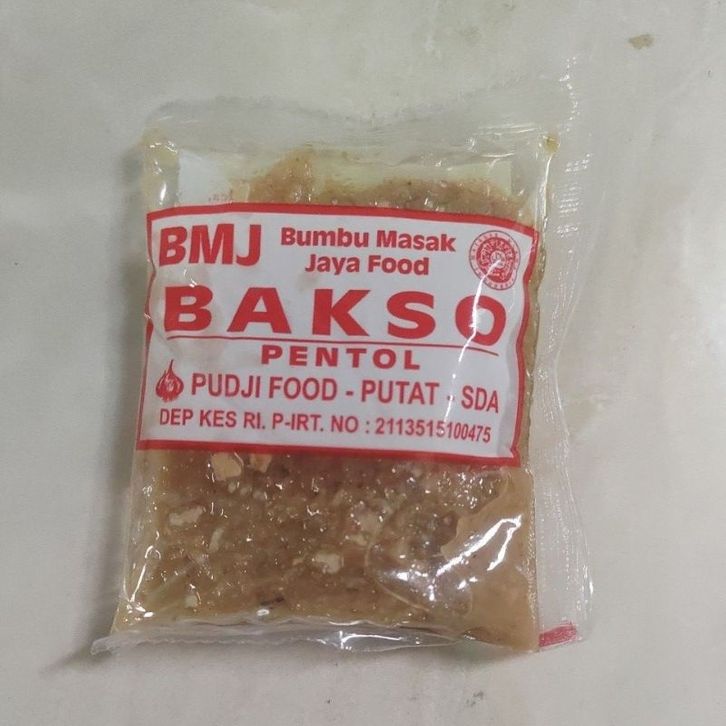 BMJ Bumbu Masak
Jaya Food
BAKSO
PENTOL
PUDJI FOOD - PUTAT - SDA
DEP KES RI. P-IRT. NO : 2113515100475